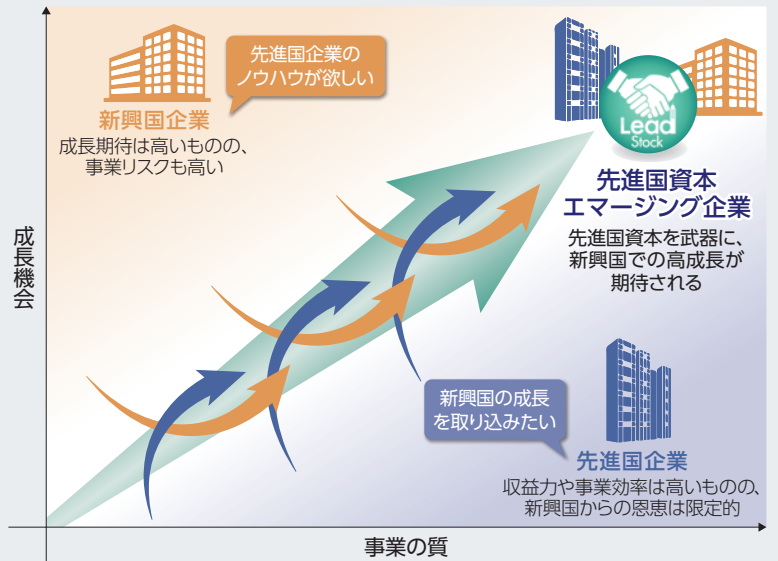 先進国企業の
ノウハウが欲しい
新興国企業
成長期待は高いものの、
事業リスクも高い
Lead
Stock
先進国資本
エマージング企業
先進国資本を武器に、
新興国での高成長が
期待される
成長機会
新興国の成長
を取り込みたい
先進国企業
収益力や事業効率は高いものの、
新興国からの恩恵は限定的
事業の質